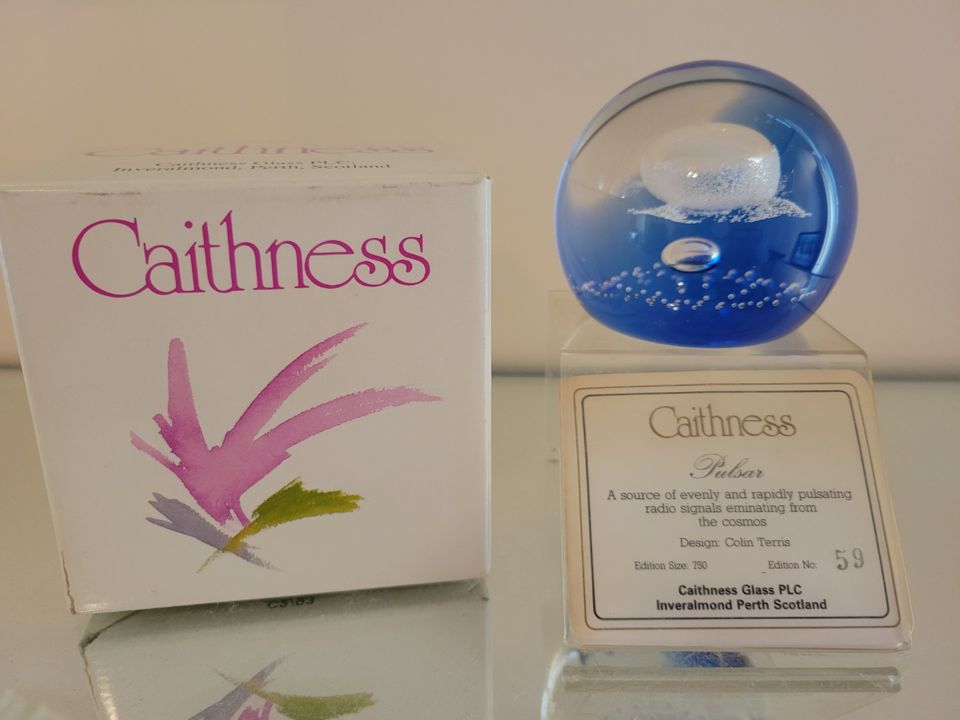 Caithness
Caithness Glass PLC,
Inveralmond, Perth, Scotland
Caithness
Caithness
Pulsar
A source of evenly and rapidly pulsating
radio signals eminating from
the cosmos
Design: Colin Terris
Edition Size: 750 Edition No: 59
Caithness Glass PLC
Inveralmond Perth Scotland